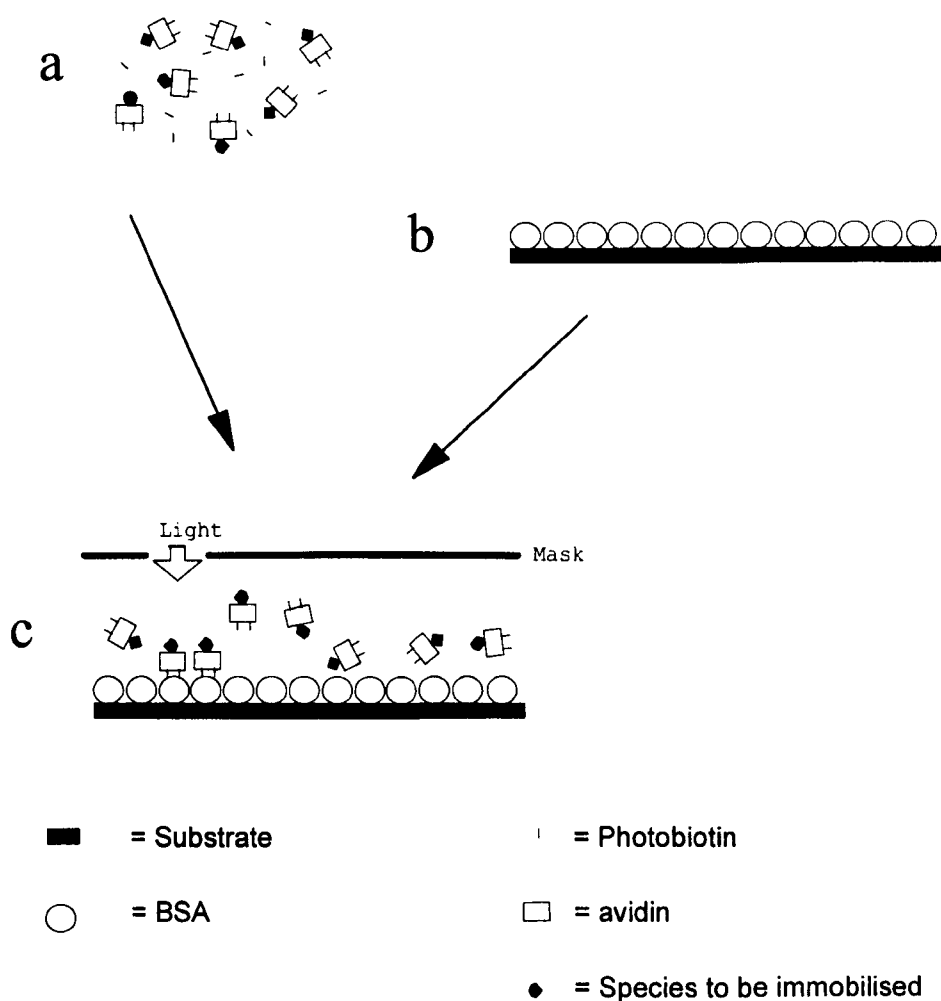 a
b
Light
Mask
c
= Substrate
= Photobiotin
= BSA
= avidin
= Species to be immobilised